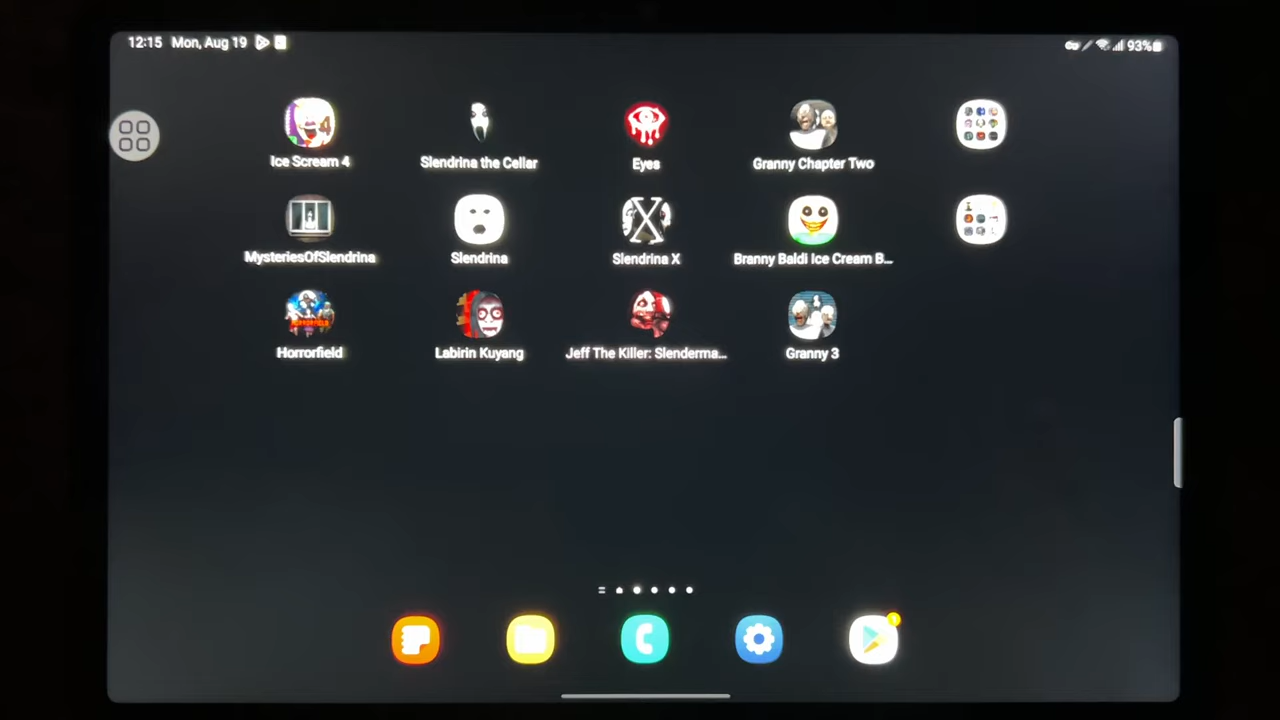 12:15 Mon, Aug 19
93%
Ice Scream 4
Slendrina the Cellar
Eyes
Granny Chapter Two
MysteriesOfSlendrina
Slendrina
Slendrina X
Branny Baldi Ice Cream B...
HORRORFIELD
Horrorfield
Labirin Kuyang
Jeff The Killer: Slenderma...
Granny 3